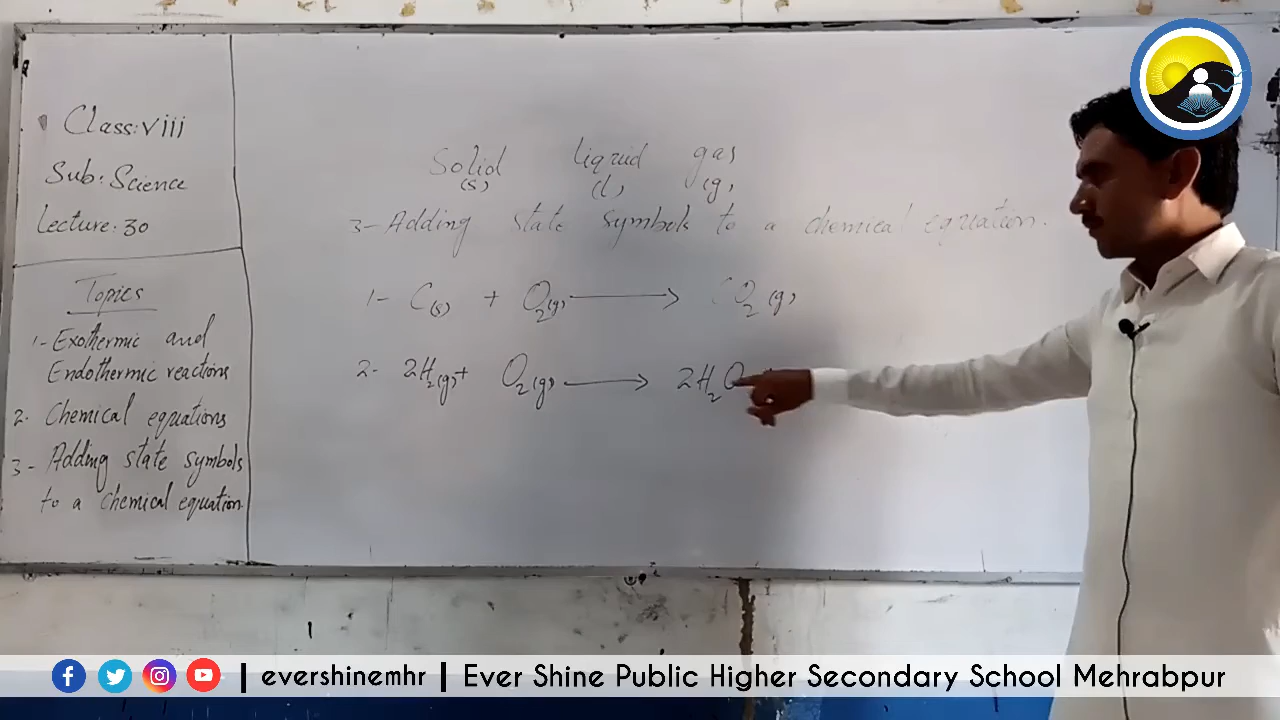 Class: viii
Sub: Science
Lecture: 30
Topics
1- Exothermic and
Endothermic reactions
2- Chemical equations
3- Adding state symbols
to a chemical equation
Solid liquid gas
(s) (l) (g)
3- Adding state symbols to a chemical equation.
1- C(s) + O2(g) → CO2(g)
2- 2H2(g) + O2(g) → 2H2O
| evershinemhr | Ever Shine Public Higher Secondary School Mehrabpur